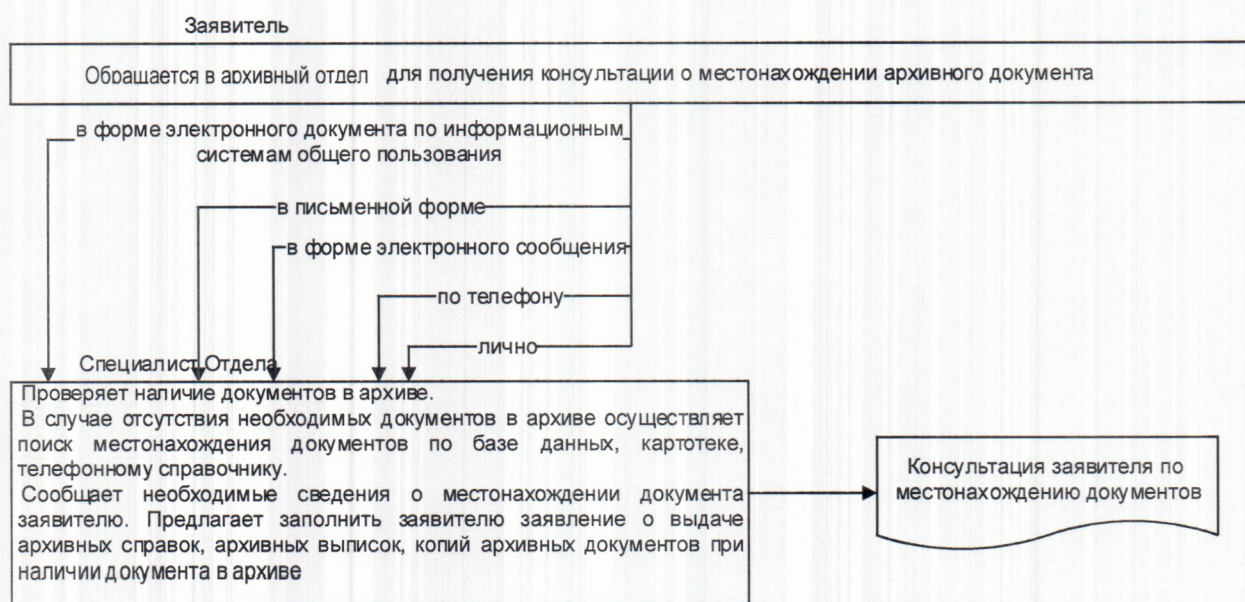 Заявитель
Обращается в архивный отдел для получения консультации о местонахождении архивного документа
в форме электронного документа по информационным
системам общего пользования
в письменной форме
в форме электронного сообщения
по телефону
лично
Специалист Отдела
Проверяет наличие документов в архиве.
В случае отсутствия необходимых документов в архиве осуществляет
поиск местонахождения документов по базе данных, картотеке,
телефонному справочнику.
Сообщает необходимые сведения о местонахождении документа
заявителю. Предлагает заполнить заявителю заявление о выдаче
архивных справок, архивных выписок, копий архивных документов при
наличии документа в архиве
Консультация заявителя по
местонахождению документов